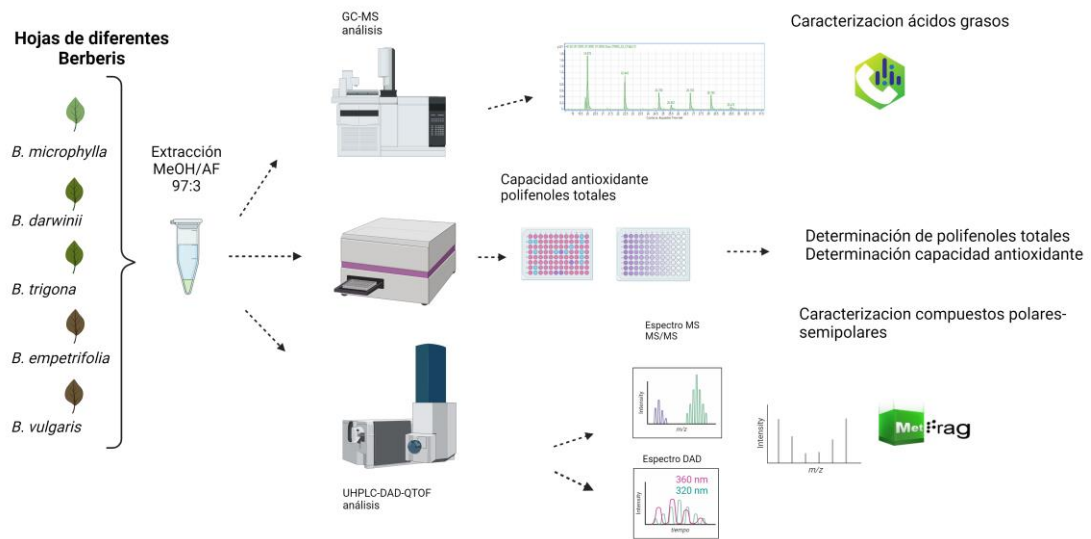 Hojas de diferentes
Berberis
B. microphylla
B. darwinii
B. trigona
B. empetrifolia
B. vulgaris
Extracción
MeOH/AF
97:3
GC-MS
análisis
Caracterizacion ácidos grasos
Capacidad antioxidante
polifenoles totales
Determinación de polifenoles totales
Determinación capacidad antioxidante
UHPLC-DAD-QTOF
análisis
Espectro MS
MS/MS
Intensity
m/z
Espectro DAD
360 nm
320 nm
Intensity
tiempo
Caracterizacion compuestos polares-
semipolares
Intensity
m/z
Met Frag